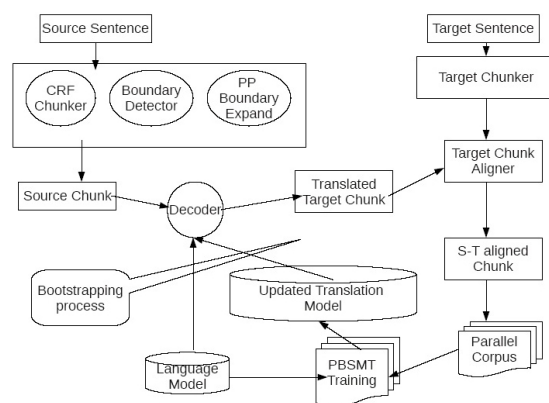 Source Sentence
Target Sentence
CRF
Chunker
Boundary
Detector
PP
Boundary
Expand
Target Chunker
Source Chunk
Decoder
Translated
Target Chunk
Target Chunk
Aligner
S-T aligned
Chunk
Bootstrapping
process
Updated Translation
Model
Language
Model
PBSMT
Training
Parallel
Corpus